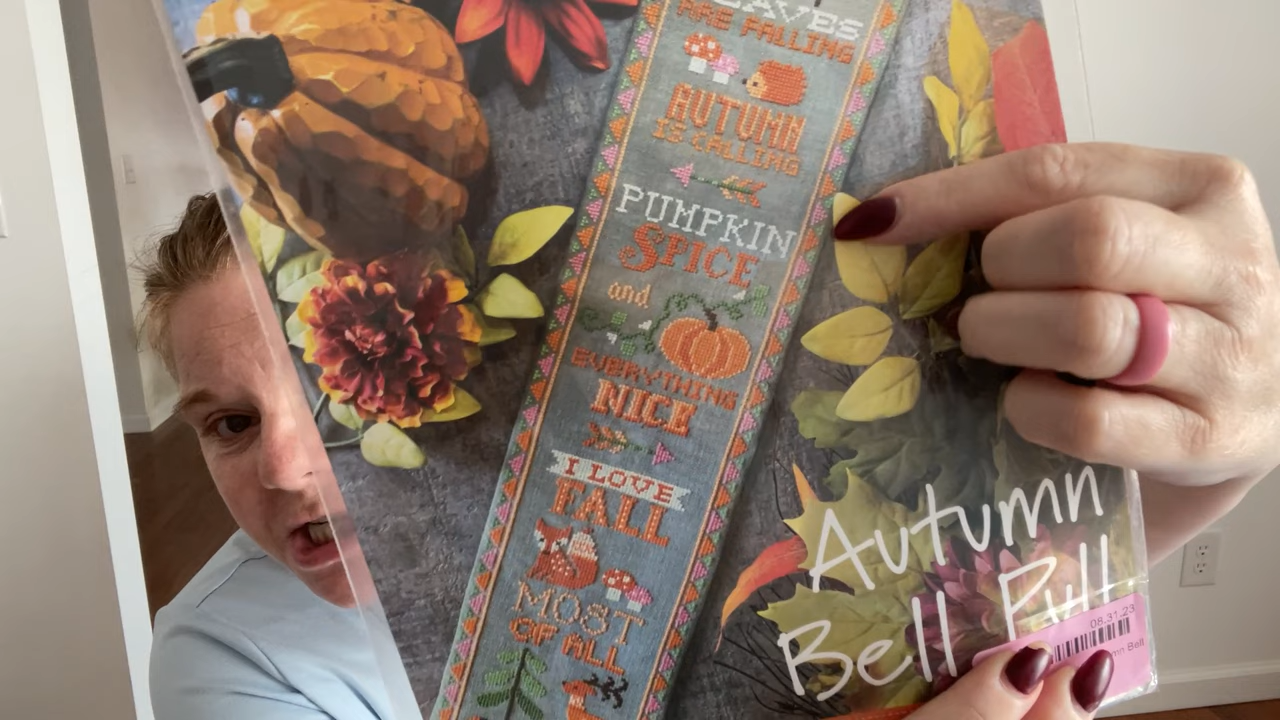 LEAVES
ARE FALLING
AUTUMN
IS CALLING
PUMPKIN
SPICE
and
EVERYTHING
NICE
I LOVE
FALL
MOST
OF ALL
Autumn
Bell Pull
08.31.23
mn Bell